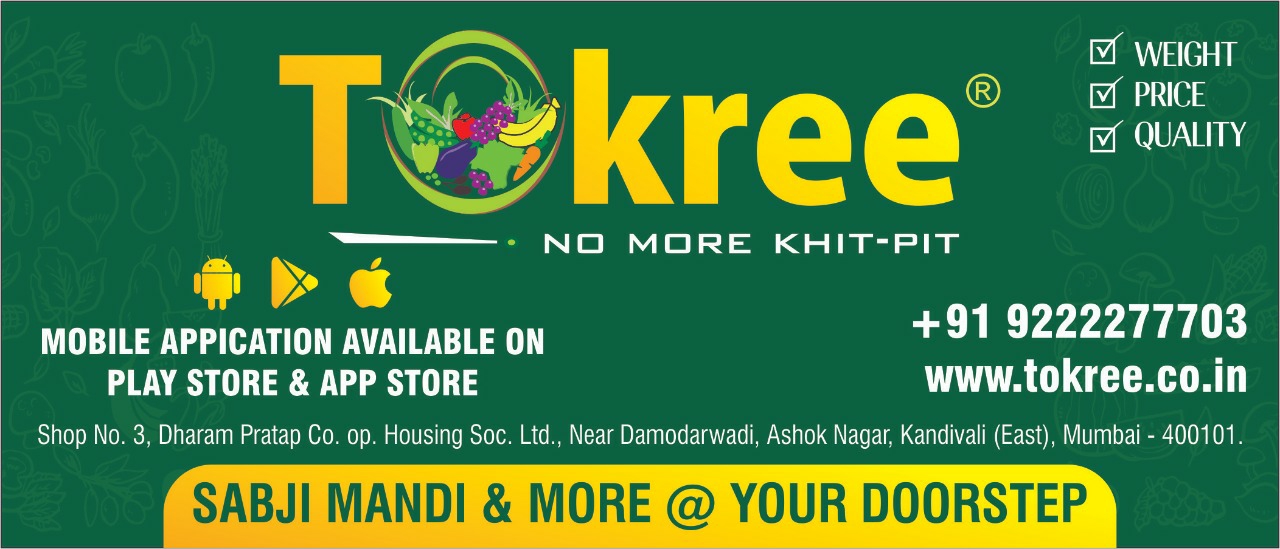 Tokree®
NO MORE KHIT-PIT
WEIGHT
PRICE
QUALITY
MOBILE APPICATION AVAILABLE ON
PLAY STORE & APP STORE
+91 9222277703
www.tokree.co.in
Shop No. 3, Dharam Pratap Co. op. Housing Soc. Ltd., Near Damodarwadi, Ashok Nagar, Kandivali (East), Mumbai - 400101.
SABJI MANDI & MORE @ YOUR DOORSTEP